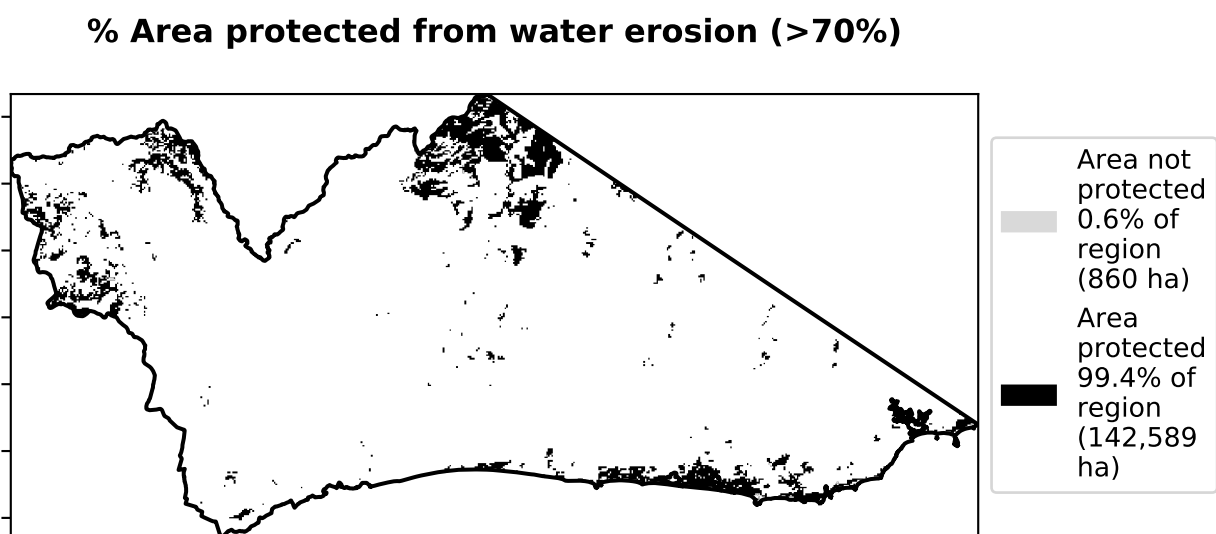 % Area protected from water erosion (>70%)
Area not
protected
0.6% of
region
(860 ha)
Area
protected
99.4% of
region
(142,589
ha)